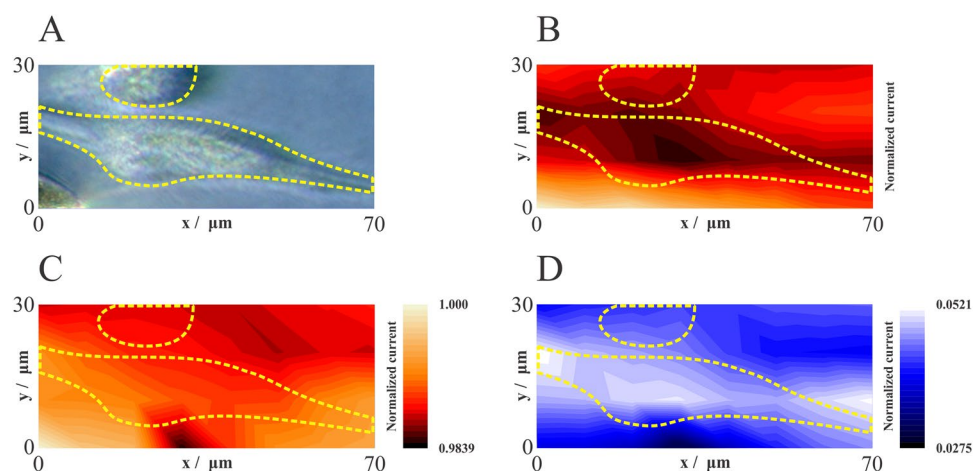 A
30
y / µm
0
0
x / µm
70
B
30
y / µm
0
0
x / µm
70
Normalized current
C
30
y / µm
0
0
x / µm
70
1.000
Normalized current
0.9839
D
30
y / µm
0
0
x / µm
70
0.0521
Normalized current
0.0275